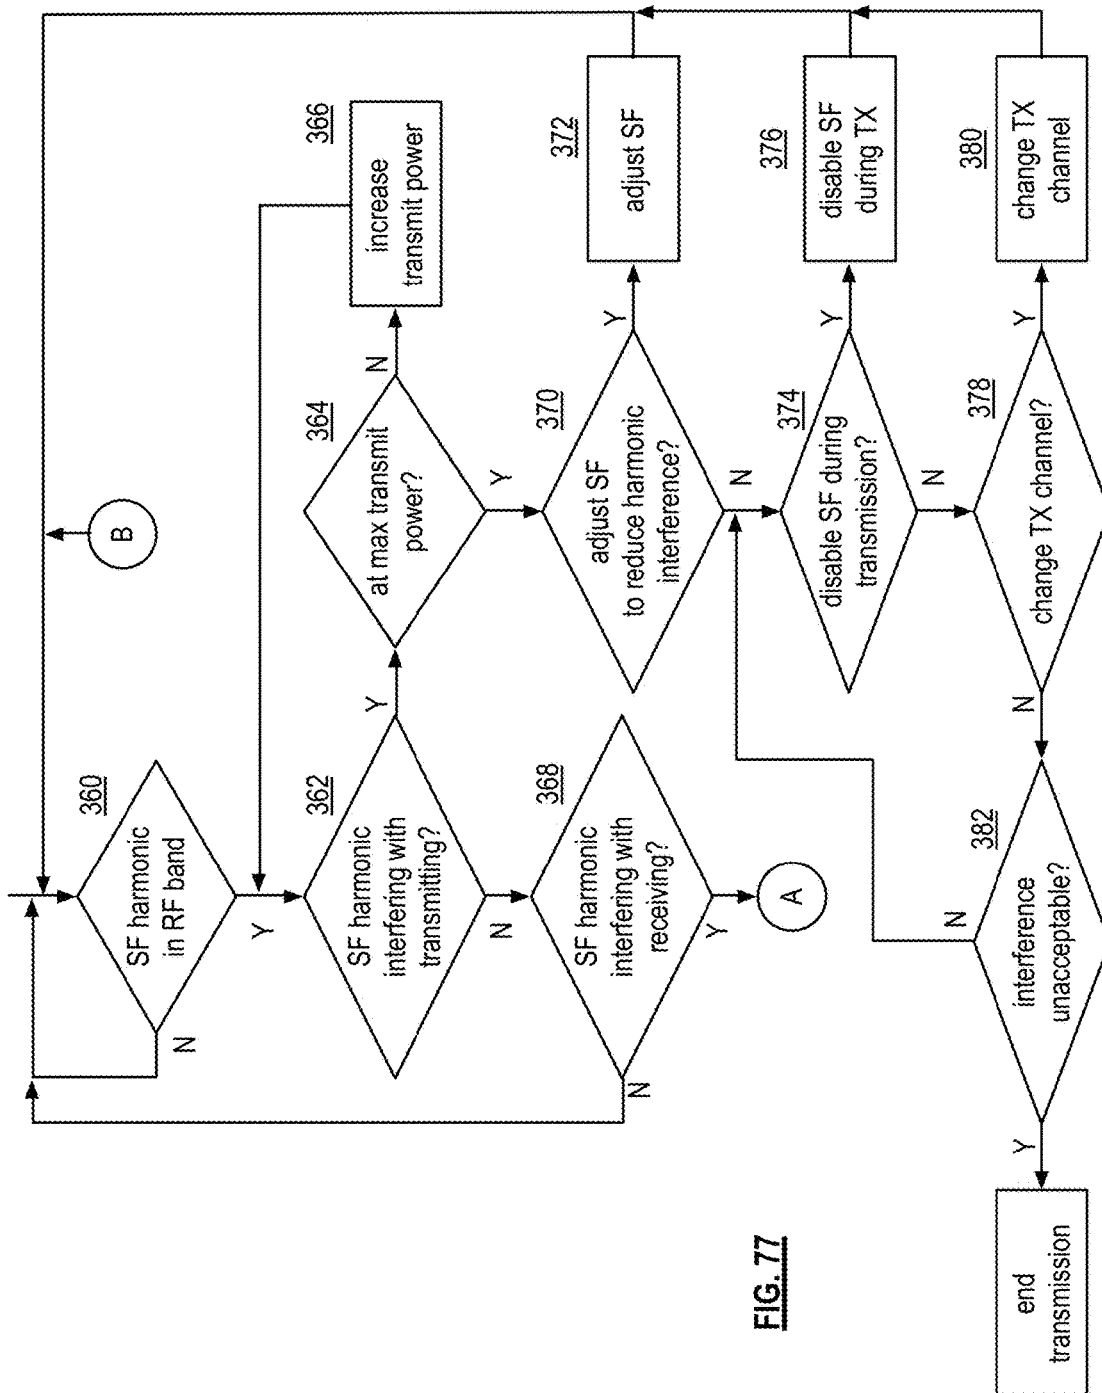 B
360
SF harmonic
in RF band
N
Y
362
SF harmonic
interfering with
transmitting?
Y
N
364
at max transmit
power?
N
Y
366
increase
transmit power
368
SF harmonic
interfering with
receiving?
N
Y
A
370
adjust SF
to reduce harmonic
interference?
Y
N
372
adjust SF
374
disable SF during
transmission?
Y
N
376
disable SF
during TX
378
change TX channel?
Y
N
380
change TX
channel
382
interference
unacceptable?
N
Y
end
transmission
FIG. 77